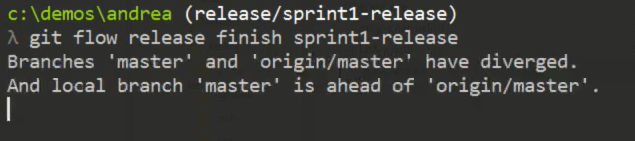 c:\demos\andrea (release/sprint1-release)
λ git flow release finish sprint1-release
Branches 'master' and 'origin/master' have diverged.
And local branch 'master' is ahead of 'origin/master'.